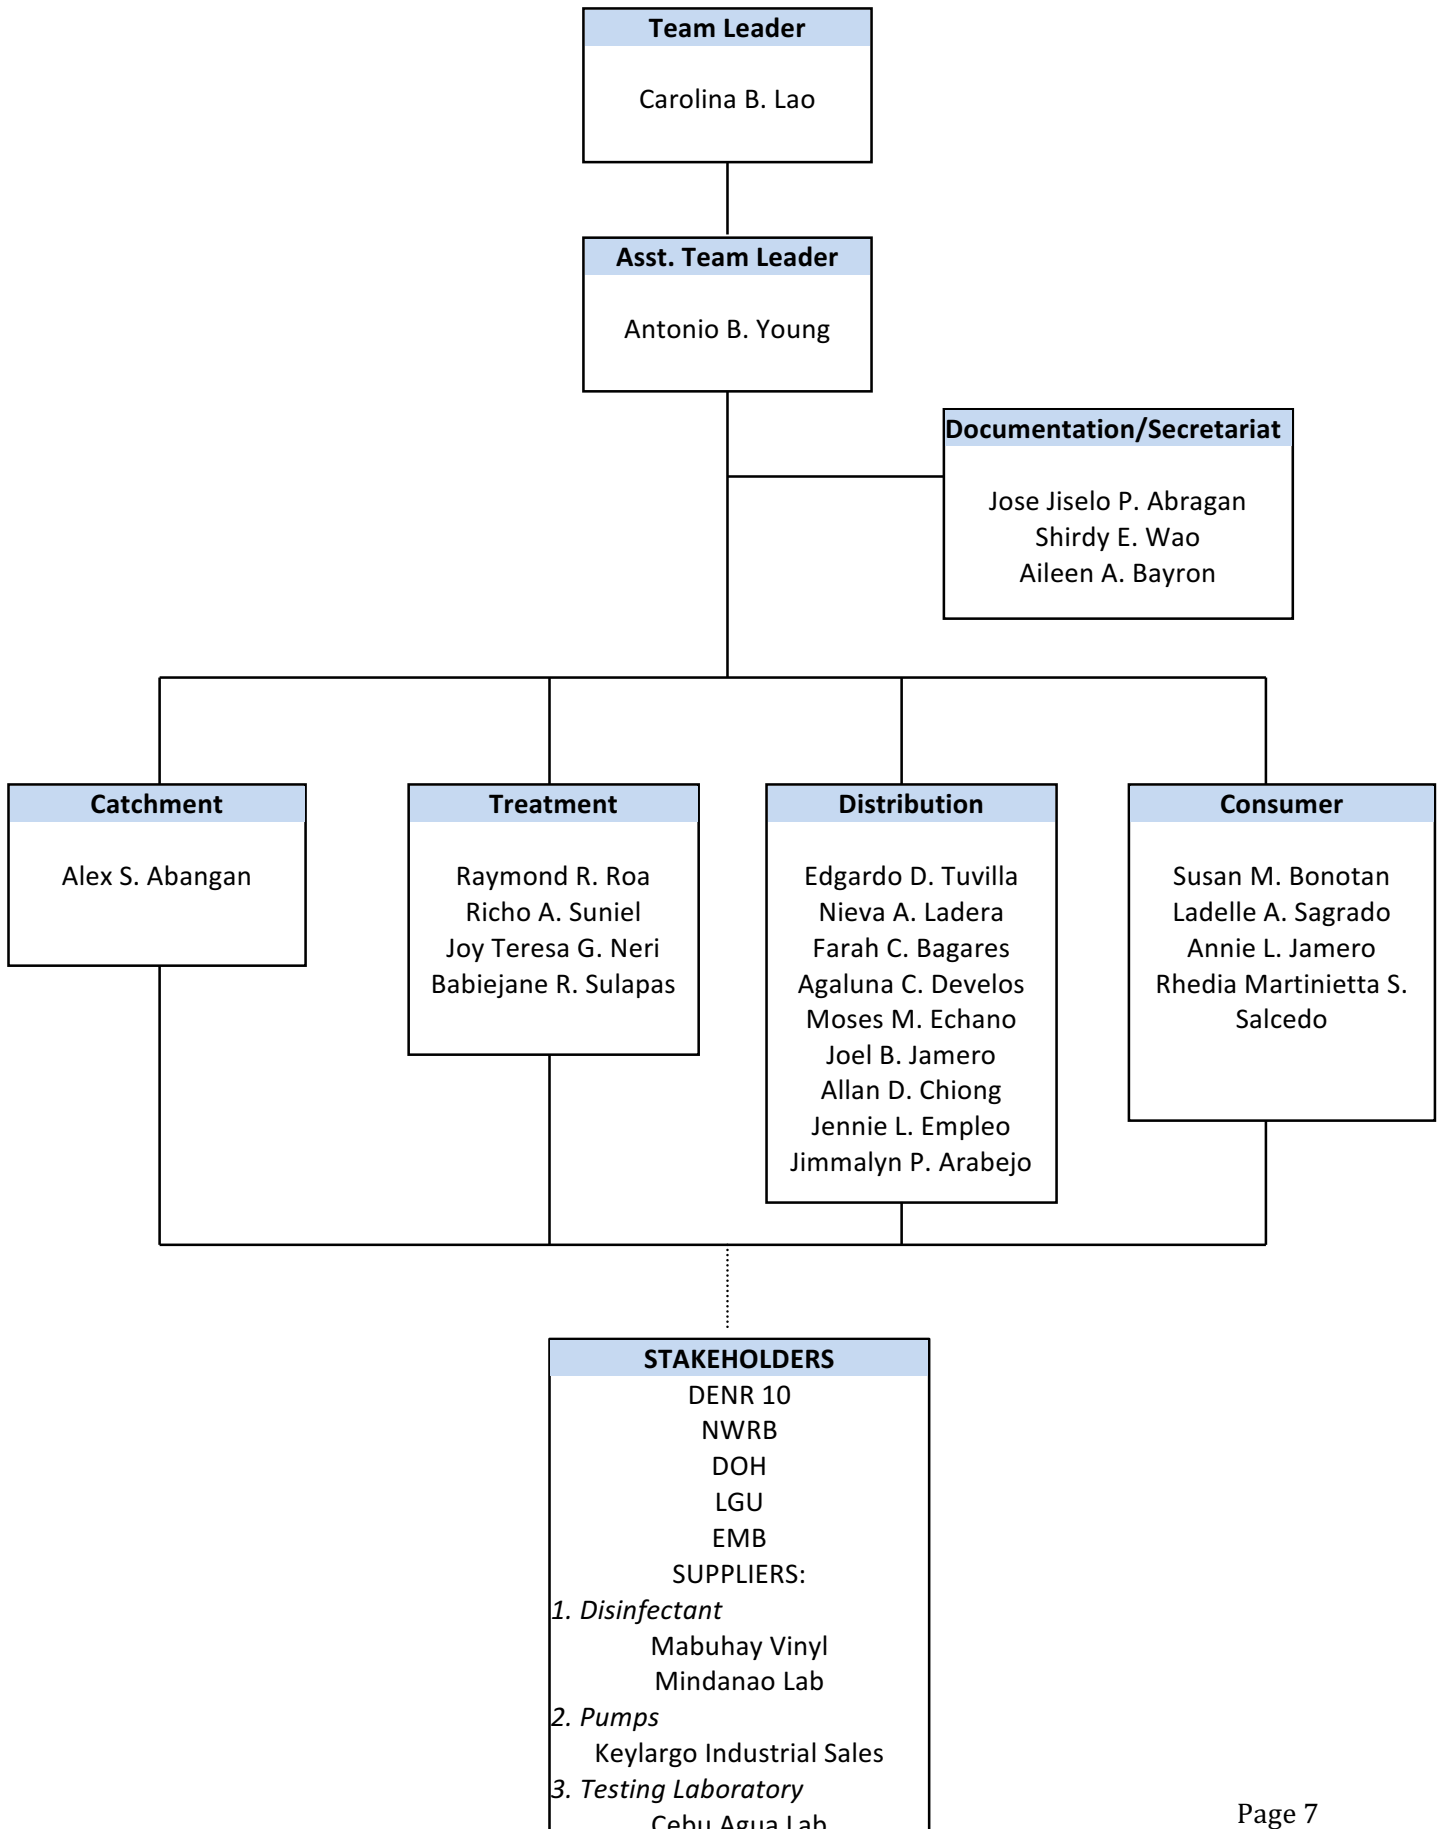 Team Leader
Carolina B. Lao
Asst. Team Leader
Antonio B. Young
Documentation/Secretariat
Jose Jiselo P. Abragan
Shirdy E. Wao
Aileen A. Bayron
Catchment
Alex S. Abangan
Treatment
Raymond R. Roa
Richo A. Suniel
Joy Teresa G. Neri
Babiejane R. Sulapas
Distribution
Edgardo D. Tuvilla
Nieva A. Ladera
Farah C. Bagares
Agaluna C. Develos
Moses M. Echano
Joel B. Jamero
Allan D. Chiong
Jennie L. Empleo
Jimmalyn P. Arabejo
Consumer
Susan M. Bonotan
Ladelle A. Sagrado
Annie L. Jamero
Rhedia Martinietta S.
Salcedo
STAKEHOLDERS
DENR 10
NWRB
DOH
LGU
EMB
SUPPLIERS:
1. Disinfectant
Mabuhay Vinyl
Mindanao Lab
2. Pumps
Keylargo Industrial Sales
3. Testing Laboratory
Cebu Agua Lab
Page 7